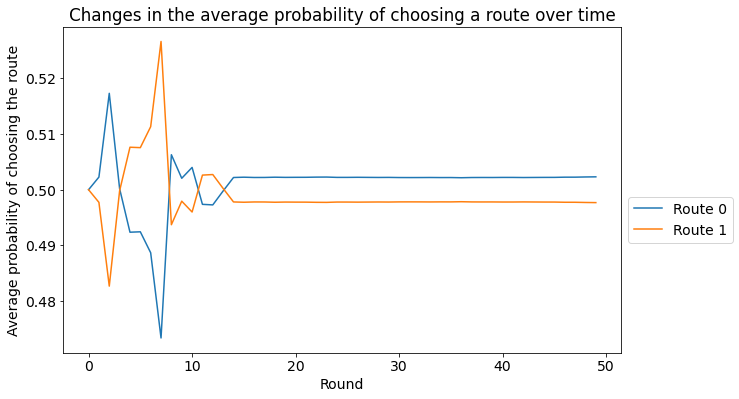 Changes in the average probability of choosing a route over time
Average probability of choosing the route
0.52
0.51
0.50
0.49
0.48
0
10
20
30
40
50
Round
Route 0
Route 1